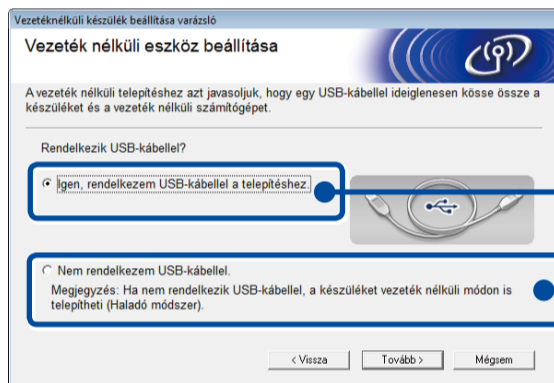 Vezetéknélküli készülék beállítása varázsló
Vezeték nélküli eszköz beállítása
A vezeték nélküli telepítéshez azt javasoljuk, hogy egy USB-kábellel ideiglenesen kösse össze a
készüléket és a vezeték nélküli számítógépet.
Rendelkezik USB-kábellel?
Igen, rendelkezem USB-kábellel a telepítéshez.
Nem rendelkezem USB-kábellel.
Megjegyzés: Ha nem rendelkezik USB-kábellel, a készüléket vezeték nélküli módon is
telepítheti (Haladó módszer).
< Vissza
Tovább >
Mégsem